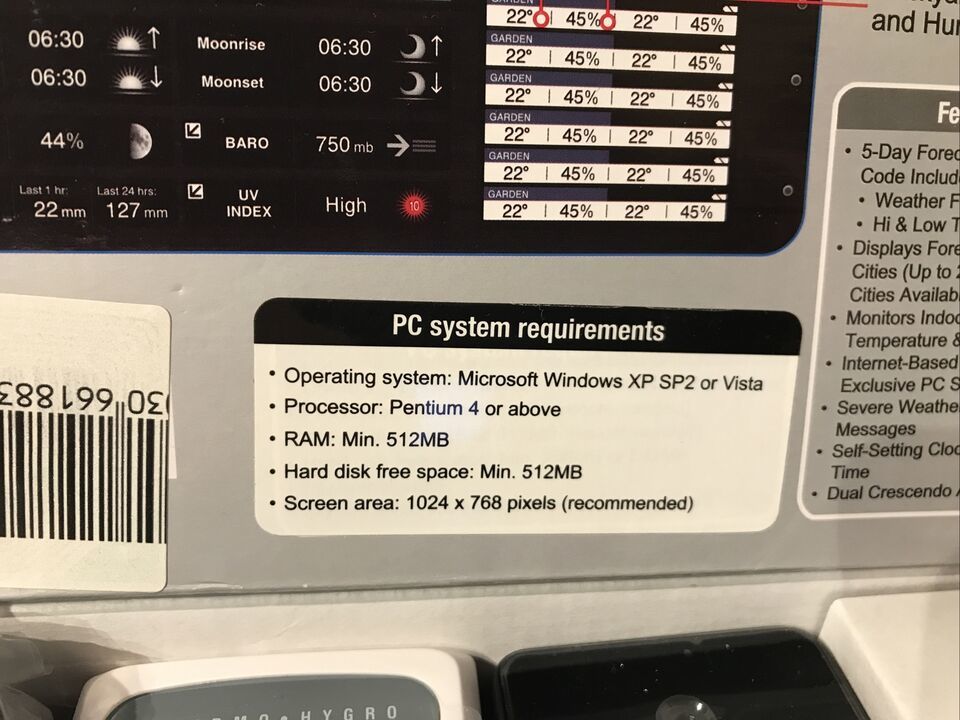 GARDEN
22° | 45% | 22° | 45%
and Hu
06:30 Moonrise 06:30
GARDEN
22° | 45% | 22° | 45%
06:30 Moonset 06:30
GARDEN
22° | 45% | 22° | 45%
GARDEN
22° | 45% | 22° | 45%
44% BARO 750 mb
GARDEN
22° | 45% | 22° | 45%
Last 1 hr: Last 24 hrs:
22 mm 127 mm
UV
INDEX
High 10
GARDEN
22° | 45% | 22° | 45%
PC system requirements
• Operating system: Microsoft Windows XP SP2 or Vista
• Processor: Pentium 4 or above
• RAM: Min. 512MB
• Hard disk free space: Min. 512MB
• Screen area: 1024 x 768 pixels (recommended)
Fe
• 5-Day Forec
Code Includ
• Weather F
• Hi & Low T
• Displays Fore
Cities (Up to 2
Cities Availab
• Monitors Indoo
Temperature &
• Internet-Based
Exclusive PC S
• Severe Weathe
Messages
• Self-Setting Cloc
Time
• Dual Crescendo A
30 661883
MO • HYGRO